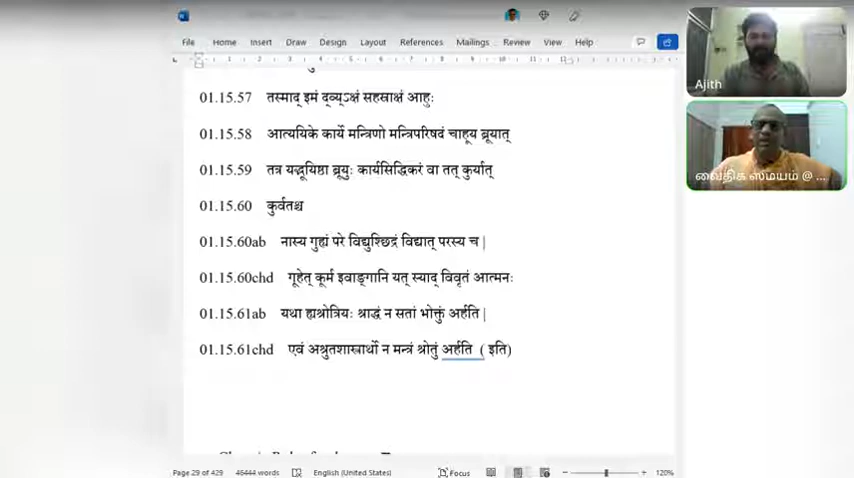 File Home Insert Draw Design Layout References Mailings Review View Help
01.15.57 तस्माद् इमं द्व्य्ऽक्षं सहस्राक्षं आहुः
01.15.58 आत्ययिके कार्ये मन्त्रिणो मन्त्रिपरिषदं चाहूय ब्रूयात्
01.15.59 तत्र यद्भूयिष्ठा ब्रूयुः कार्यसिद्धिकरं वा तत् कुर्यात्
01.15.60 कुर्वतश्च
01.15.60ab नास्य गुह्यं परे विद्युश्छिद्रं विद्यात् परस्य च |
01.15.60chd गूहेत् कूर्म इवाङ्गानि यत् स्याद् विवृतं आत्मनः
01.15.61ab यथा ह्यश्रोत्रियः श्राद्धं न सतां भोक्तुं अर्हति |
01.15.61chd एवं अश्रुतशास्त्रार्थो न मन्त्रं श्रोतुं अर्हति ( इति)
Page 29 of 429 46444 words English (United States) Focus 120%
Ajith
வைதிக ஸமயம் @ ...